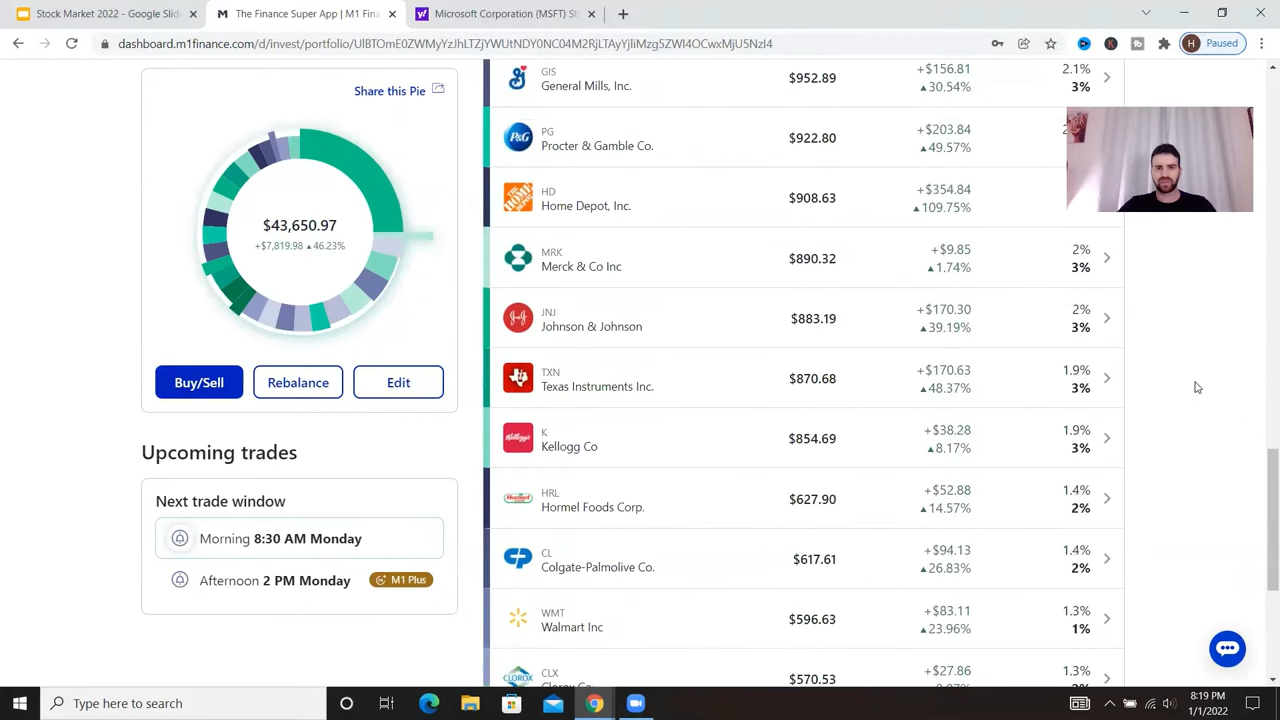 Stock Market 2022 - Google Slid
The Finance Super App | M1 Fina
Microsoft Corporation (MSFT) St
dashboard.m1finance.com/d/invest/portfolio/UlBTOnE0ZWMyYzJhLTZjYWUtNDY0NC04M2RjLTAyYjliMzg5ZWI4OCwxMjU5NzI4
H
Paused
Share this Pie
$43,650.97
+$7,819.98 ▲46.23%
Buy/Sell
Rebalance
Edit
Upcoming trades
Next trade window
Morning 8:30 AM Monday
Afternoon 2 PM Monday
M1 Plus
GIS
General Mills, Inc.
$952.89
+$156.81
▲30.54%
2.1%
3%
P&G
PG
Procter & Gamble Co.
$922.80
+$203.84
▲49.57%
THE HOME DEPOT
HD
Home Depot, Inc.
$908.63
+$354.84
▲109.75%
MRK
Merck & Co Inc
$890.32
+$9.85
▲1.74%
2%
3%
JNJ
Johnson & Johnson
$883.19
+$170.30
▲39.19%
2%
3%
TXN
Texas Instruments Inc.
$870.68
+$170.63
▲48.37%
1.9%
3%
Kellogg's
K
Kellogg Co
$854.69
+$38.28
▲8.17%
1.9%
3%
Hormel
HRL
Hormel Foods Corp.
$627.90
+$52.88
▲14.57%
1.4%
2%
CL
Colgate-Palmolive Co.
$617.61
+$94.13
▲26.83%
1.4%
2%
WMT
Walmart Inc
$596.63
+$83.11
▲23.96%
1.3%
1%
CLOROX
CLX
$570.53
+$27.86
1.3%
Type here to search
8:19 PM
1/1/2022